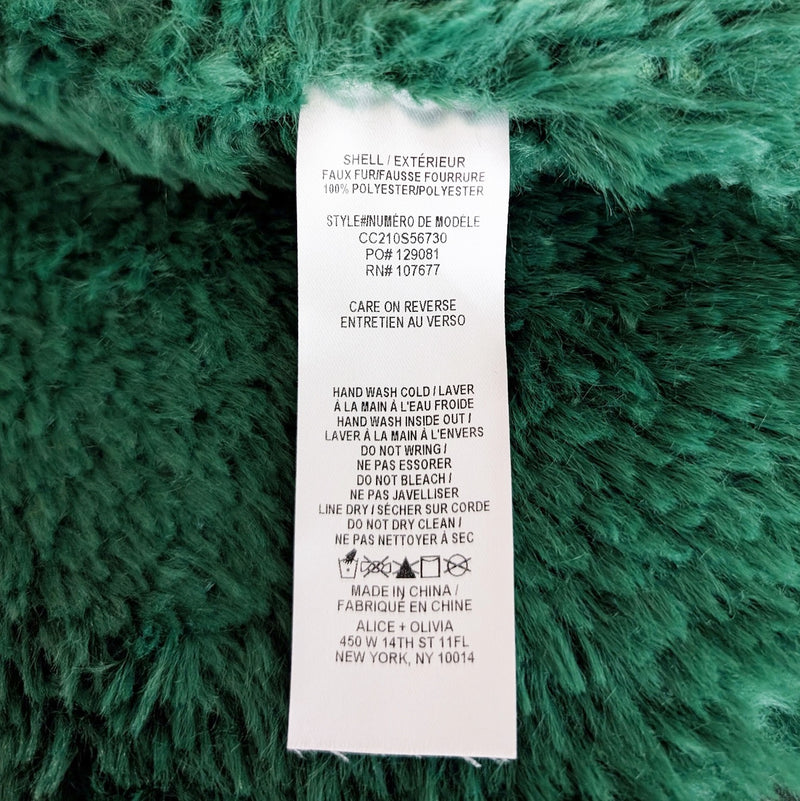 SHELL / EXTÉRIEUR
FAUX FUR/FAUSSE FOURRURE
100% POLYESTER/POLYESTER
STYLE#/NUMÉRO DE MODÈLE
CC210S56730
PO# 129081
RN# 107677
CARE ON REVERSE
ENTRETIEN AU VERSO
HAND WASH COLD / LAVER
À LA MAIN À L'EAU FROIDE
HAND WASH INSIDE OUT /
LAVER À LA MAIN À L'ENVERS
DO NOT WRING /
NE PAS ESSORER
DO NOT BLEACH /
NE PAS JAVELLISER
LINE DRY / SÉCHER SUR CORDE
DO NOT DRY CLEAN /
NE PAS NETTOYER À SEC
MADE IN CHINA /
FABRIQUÉ EN CHINE
ALICE + OLIVIA
450 W 14TH ST 11FL
NEW YORK, NY 10014